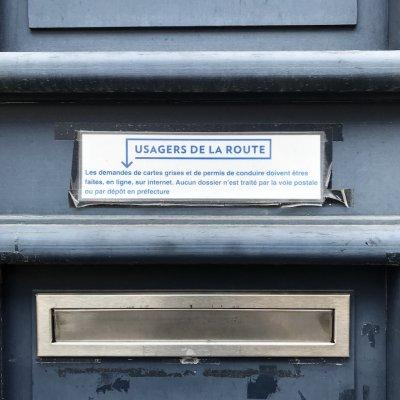 USAGERS DE LA ROUTE
Les demandes de cartes grises et de permis de conduire doivent êtres
faites, en ligne, sur internet. Aucun dossier n'est traité par la voie postale
ou par dépôt en préfecture